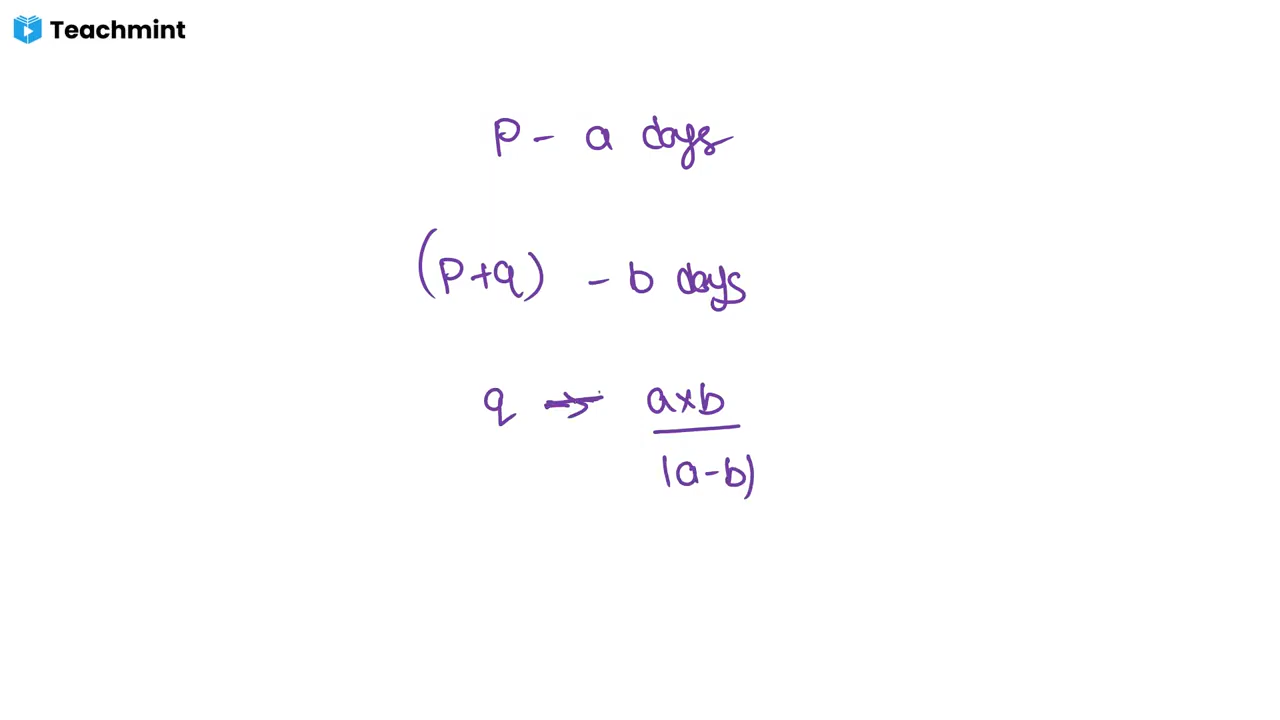 Teachmint
p - a days
(p+q) - b days
q → a×b
(a-b)